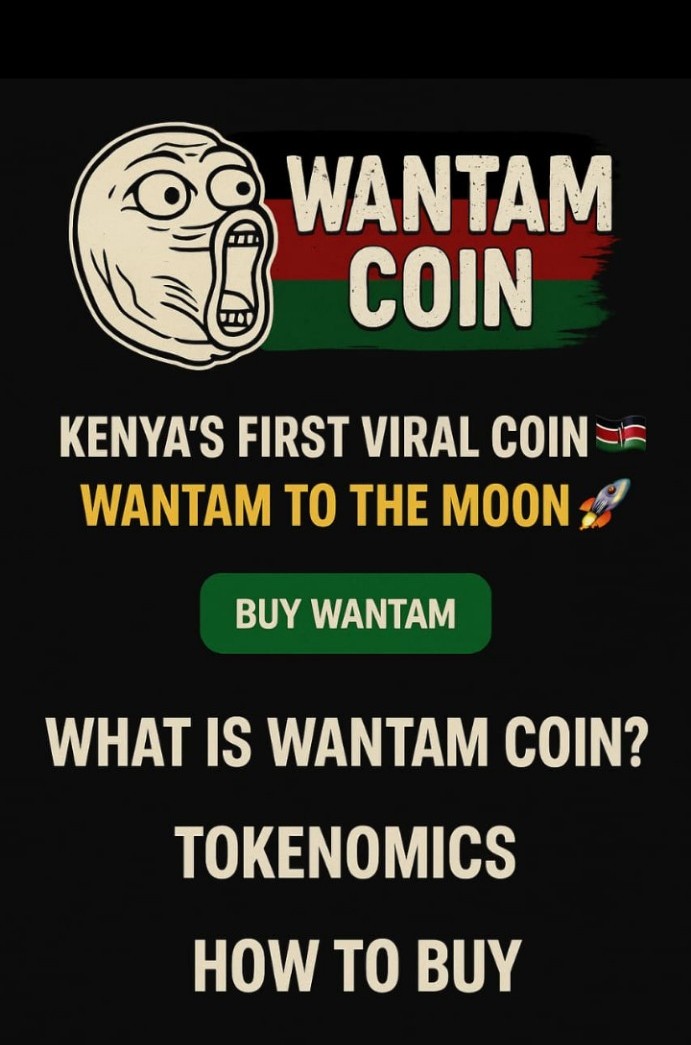 WANTAM
COIN
KENYA'S FIRST VIRAL COIN🇰🇪
WANTAM TO THE MOON🚀
BUY WANTAM
WHAT IS WANTAM COIN?
TOKENOMICS
HOW TO BUY